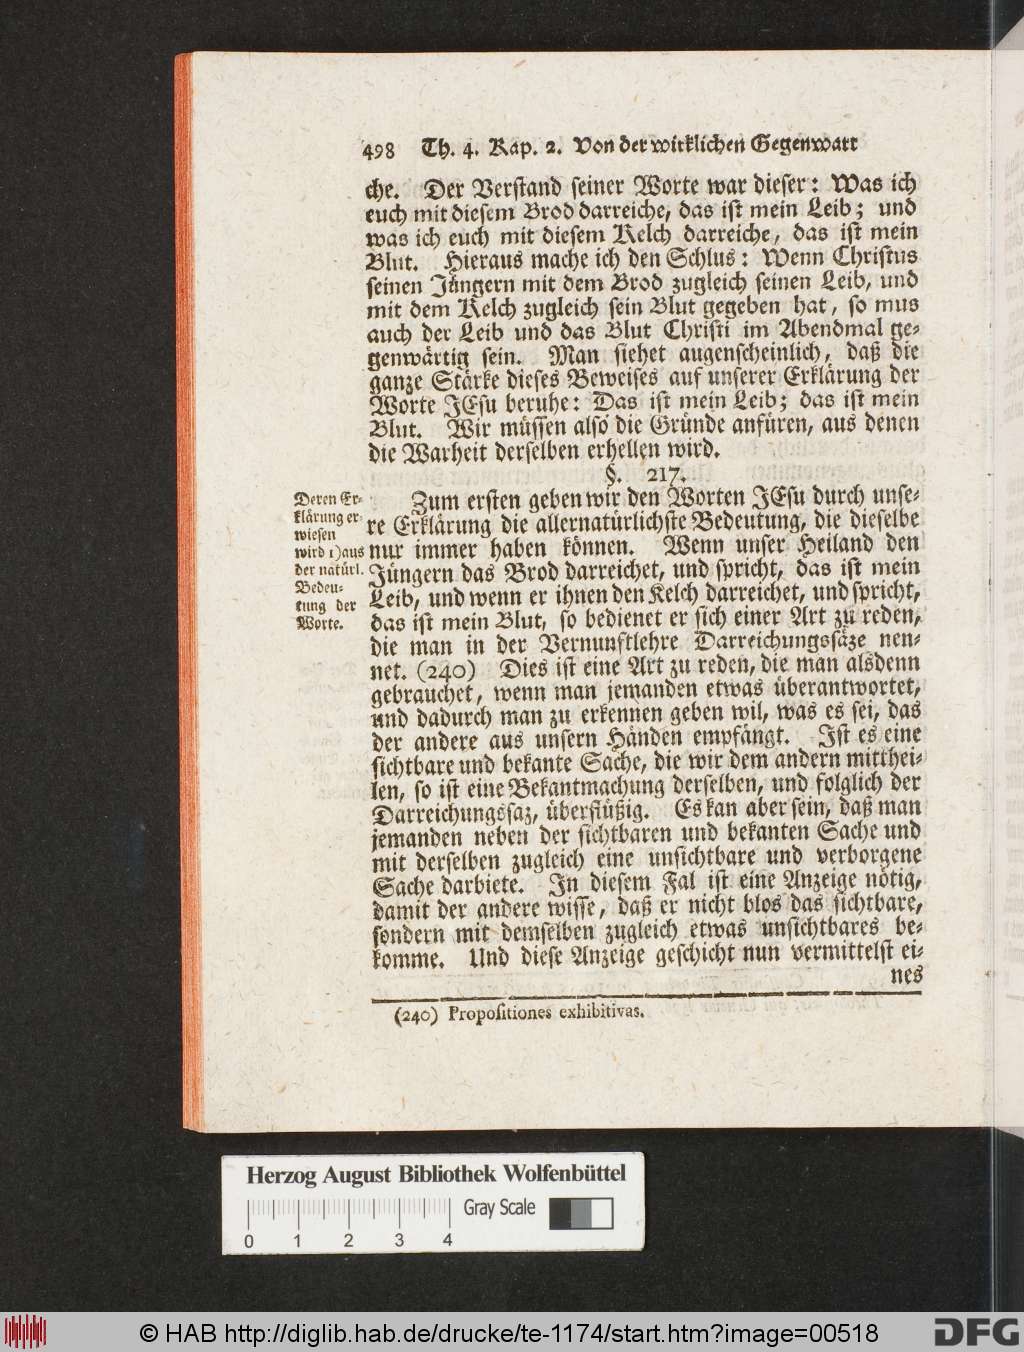 498 Th. 4. Kap. 2. Von der wirklichen Gegenwart
che. Der Verstand seiner Worte war dieser: Was ich
euch mit diesem Brod darreiche, das ist mein Leib; und
was ich euch mit diesem Kelch darreiche, das ist mein
Blut. Hieraus mache ich den Schlus: Wenn Christus
seinen Jüngern mit dem Brod zugleich seinen Leib, und
mit dem Kelch zugleich sein Blut gegeben hat, so mus
auch der Leib und das Blut Christi im Abendmal ge-
genwärtig sein. Man siehet augenscheinlich, daß die
ganze Stärke dieses Beweises auf unserer Erklärung der
Worte JEsu beruhe: Das ist mein Leib; das ist mein
Blut. Wir müssen also die Gründe anfüren, aus denen
die Warheit derselben erhellen wird.
§. 217.
Deren Er-
klärung er-
wiesen
wird 1) aus
der natürl.
Bedeu-
tung der
Worte.
Zum ersten geben wir den Worten JEsu durch unse-
re Erklärung die allernatürlichste Bedeutung, die dieselbe
nur immer haben können. Wenn unser Heiland den
Jüngern das Brod darreichet, und spricht, das ist mein
Leib, und wenn er ihnen den Kelch darreichet, und spricht,
das ist mein Blut, so bedienet er sich einer Art zu reden,
die man in der Vernunftlehre Darreichungssäze nen-
net. (240) Dies ist eine Art zu reden, die man alsdenn
gebrauchet, wenn man jemanden etwas überantwortet,
und dadurch man zu erkennen geben wil, was es sei, das
der andere aus unsern Händen empfängt. Ist es eine
sichtbare und bekante Sache, die wir dem andern mitthei-
len, so ist eine Bekantmachung derselben, und folglich der
Darreichungssaz, überflüßig. Es kan aber sein, daß man
jemanden neben der sichtbaren und bekanten Sache und
mit derselben zugleich eine unsichtbare und verborgene
Sache darbiete. In diesem Fal ist eine Anzeige nötig,
damit der andere wisse, daß er nicht blos das sichtbare,
sondern mit demselben zugleich etwas unsichtbares be-
komme. Und diese Anzeige geschicht nun vermittelst ei-
nes
(240) Propositiones exhibitivas.
Herzog August Bibliothek Wolfenbüttel
Gray Scale
0 1 2 3 4
© HAB http://diglib.hab.de/drucke/te-1174/start.htm?image=00518
DFG